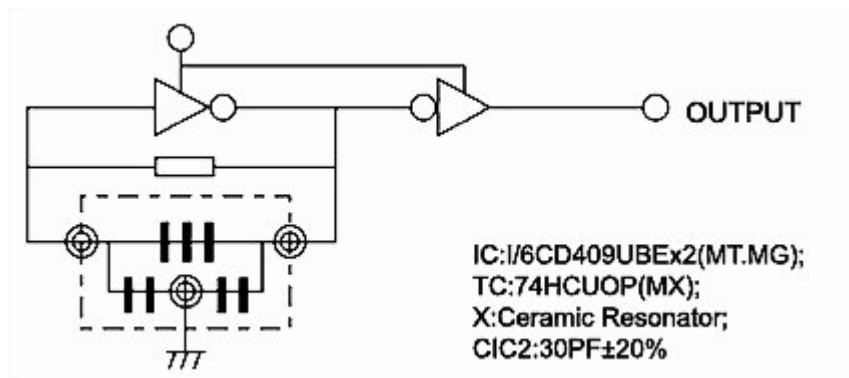 OUTPUT
IC:I/6CD409UBEx2(MT.MG);
TC:74HCUOP(MX);
X:Ceramic Resonator;
CIC2:30PF±20%